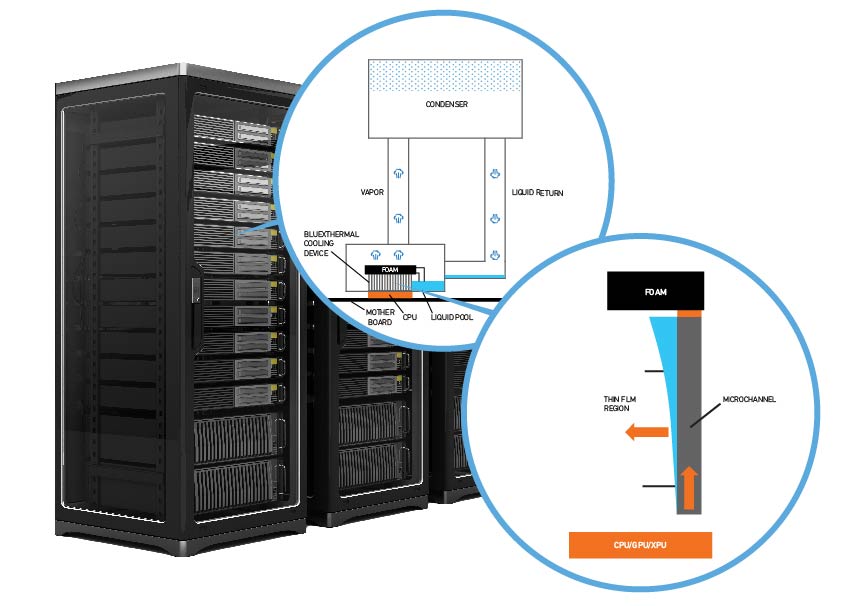 CONDENSER
VAPOR
LIQUID RETURN
BLUEXTHERMAL
COOLING
DEVICE
FOAM
MOTHER
BOARD
CPU
LIQUID POOL
FOAM
THIN FLM
REGION
MICROCHANNEL
CPU/GPU/XPU